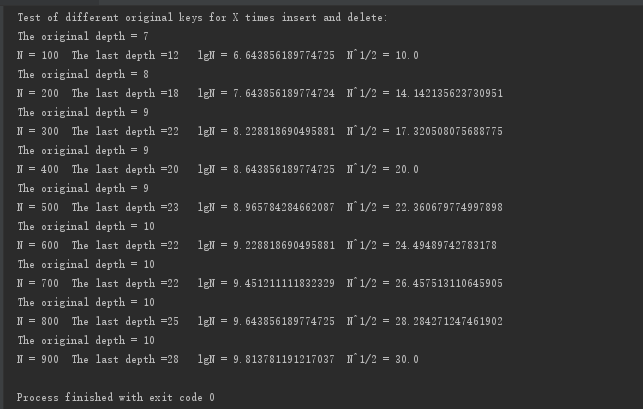 Test of different original keys for X times insert and delete:
The original depth = 7
N = 100  The last depth =12   lgN = 6.643856189774725  N^1/2 = 10.0
The original depth = 8
N = 200  The last depth =18   lgN = 7.643856189774724  N^1/2 = 14.142135623730951
The original depth = 9
N = 300  The last depth =22   lgN = 8.228818690495881  N^1/2 = 17.320508075688775
The original depth = 9
N = 400  The last depth =20   lgN = 8.643856189774725  N^1/2 = 20.0
The original depth = 9
N = 500  The last depth =23   lgN = 8.965784284662087  N^1/2 = 22.360679774997898
The original depth = 10
N = 600  The last depth =22   lgN = 9.228818690495881  N^1/2 = 24.49489742783178
The original depth = 10
N = 700  The last depth =22   lgN = 9.451211111832329  N^1/2 = 26.457513110645905
The original depth = 10
N = 800  The last depth =25   lgN = 9.643856189774725  N^1/2 = 28.284271247461902
The original depth = 10
N = 900  The last depth =28   lgN = 9.813781191217037  N^1/2 = 30.0
Process finished with exit code 0